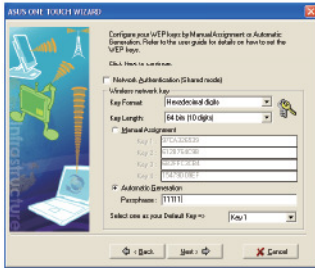 ASUS ONE TOUCH WIZARD
Configure your WEP keys by Manual Assignment or Automatic
Generation. Refer to the user guide for details on how to set the
WEP keys.
Click Next to continue.
Network Authentication (Shared mode)
Wireless network key
Key Format: Hexadecimal digits
Key Length: 64 bits (10 digits)
Manual Assignment
Key 1:
Key 2:
Key 3:
Key 4:
Automatic Generation
Passphrase: 11111
Select one as your Default Key => Key 1
< Back Next > Cancel
Infrastructure